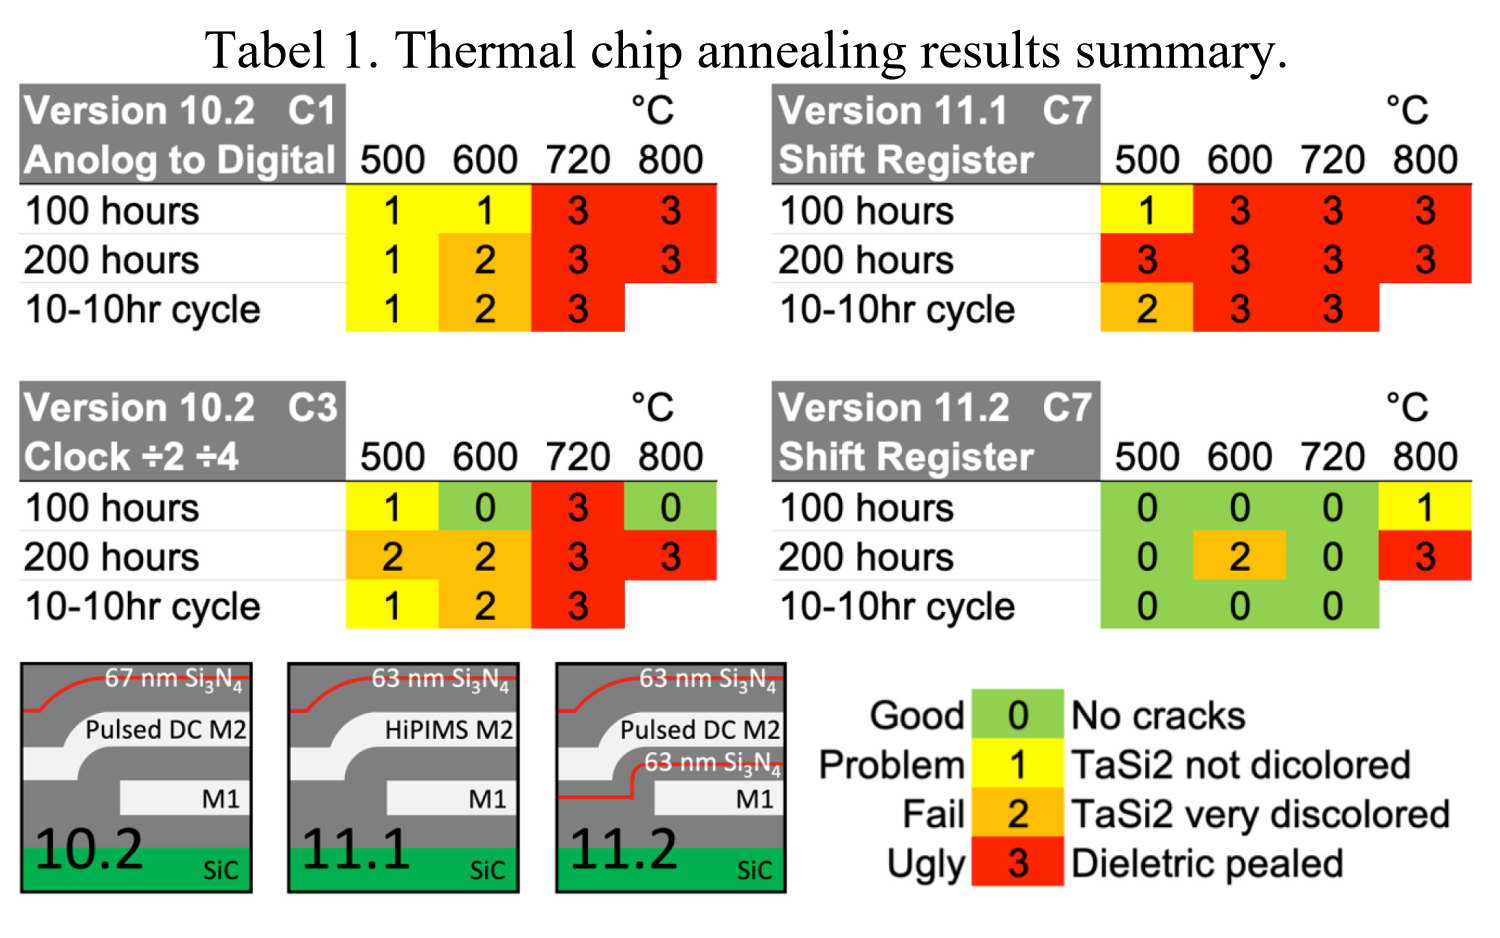 Tabel 1. Thermal chip annealing results summary.
Version 10.2 C1 °C
Anolog to Digital 500 600 720 800
100 hours 1 1 3 3
200 hours 1 2 3 3
10-10hr cycle 1 2 3
Version 11.1 C7 °C
Shift Register 500 600 720 800
100 hours 1 3 3 3
200 hours 3 3 3 3
10-10hr cycle 2 3 3
Version 10.2 C3 °C
Clock ÷2 ÷4 500 600 720 800
100 hours 1 0 3 0
200 hours 2 2 3 3
10-10hr cycle 1 2 3
Version 11.2 C7 °C
Shift Register 500 600 720 800
100 hours 0 0 0 1
200 hours 0 2 0 3
10-10hr cycle 0 0 0
67 nm Si₃N₄
Pulsed DC M2
M1
10.2
SiC
63 nm Si₃N₄
HiPIMS M2
M1
11.1
SiC
63 nm Si₃N₄
Pulsed DC M2
63 nm Si₃N₄
M1
11.2
SiC
Good 0 No cracks
Problem 1 TaSi2 not dicolored
Fail 2 TaSi2 very discolored
Ugly 3 Dieletric pealed